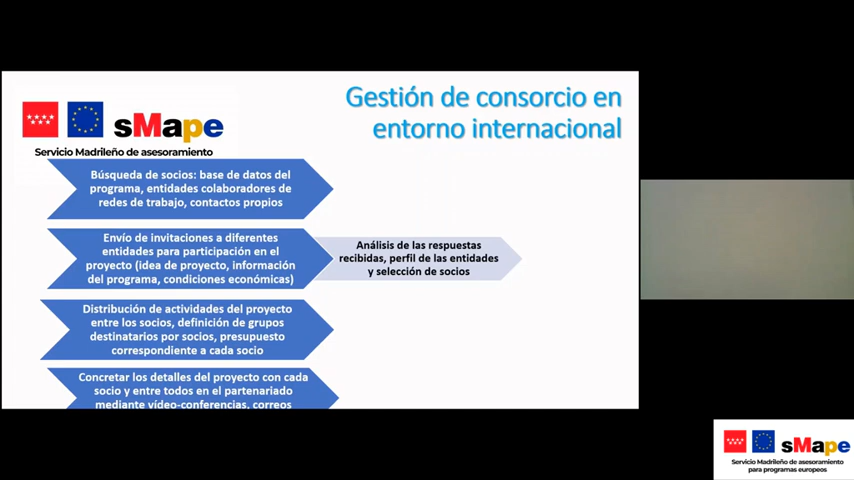 Gestión de consorcio en
entorno internacional
sMape
Servicio Madrileño de asesoramiento
Búsqueda de socios: base de datos del
programa, entidades colaboradores de
redes de trabajo, contactos propios
Envío de invitaciones a diferentes
entidades para participación en el
proyecto (idea de proyecto, información
del programa, condiciones económicas)
Análisis de las respuestas
recibidas, perfil de las entidades
y selección de socios
Distribución de actividades del proyecto
entre los socios, definición de grupos
destinatarios por socios, presupuesto
correspondiente a cada socio
Concretar los detalles del proyecto con cada
socio y entre todos en el partenariado
mediante vídeo-conferencias, correos
sMape
Servicio Madrileño de asesoramiento
para programas europeos